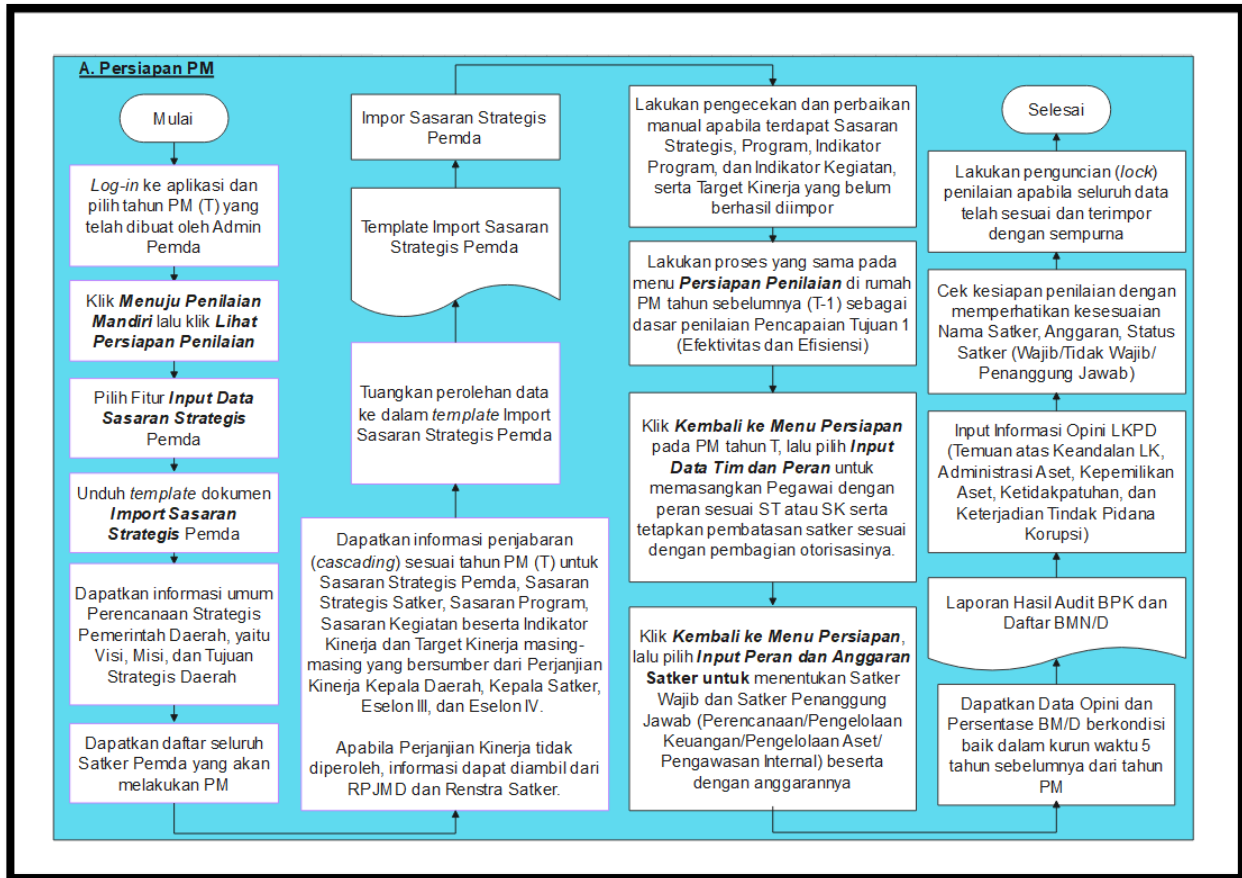 A. Persiapan PM
Mulai
Log-in ke aplikasi dan
pilih tahun PM (T) yang
telah dibuat oleh Admin
Pemda
Klik Menuju Penilaian
Mandiri lalu klik Lihat
Persiapan Penilaian
Pilih Fitur Input Data
Sasaran Strategis
Pemda
Unduh template dokumen
Import Sasaran
Strategis Pemda
Dapatkan informasi umum
Perencanaan Strategis
Pemerintah Daerah, yaitu
Visi, Misi, dan Tujuan
Strategis Daerah
Dapatkan daftar seluruh
Satker Pemda yang akan
melakukan PM
Dapatkan informasi penjabaran
(cascading) sesuai tahun PM (T) untuk
Sasaran Strategis Pemda, Sasaran
Strategis Satker, Sasaran Program,
Sasaran Kegiatan beserta Indikator
Kinerja dan Target Kinerja masing-
masing yang bersumber dari Perjanjian
Kinerja Kepala Daerah, Kepala Satker,
Eselon III, dan Eselon IV.
Apabila Perjanjian Kinerja tidak
diperoleh, informasi dapat diambil dari
RPJMD dan Renstra Satker.
Tuangkan perolehan data
ke dalam template Import
Sasaran Strategis Pemda
Template Import Sasaran
Strategis Pemda
Impor Sasaran Strategis
Pemda
Lakukan pengecekan dan perbaikan
manual apabila terdapat Sasaran
Strategis, Program, Indikator
Program, dan Indikator Kegiatan,
serta Target Kinerja yang belum
berhasil diimpor
Lakukan proses yang sama pada
menu Persiapan Penilaian di rumah
PM tahun sebelumnya (T-1) sebagai
dasar penilaian Pencapaian Tujuan 1
(Efektivitas dan Efisiensi)
Klik Kembali ke Menu Persiapan
pada PM tahun T, lalu pilih Input
Data Tim dan Peran untuk
memasangkan Pegawai dengan
peran sesuai ST atau SK serta
tetapkan pembatasan satker sesuai
dengan pembagian otorisasinya.
Klik Kembali ke Menu Persiapan,
lalu pilih Input Peran dan Anggaran
Satker untuk menentukan Satker
Wajib dan Satker Penanggung
Jawab (Perencanaan/Pengelolaan
Keuangan/Pengelolaan Aset/
Pengawasan Internal) beserta
dengan anggarannya
Dapatkan Data Opini dan
Persentase BM/D berkondisi
baik dalam kurun waktu 5
tahun sebelumnya dari tahun
PM
Laporan Hasil Audit BPK dan
Daftar BMN/D
Input Informasi Opini LKPD
(Temuan atas Keandalan LK,
Administrasi Aset, Kepemilikan
Aset, Ketidakpatuhan, dan
Keterjadian Tindak Pidana
Korupsi)
Cek kesiapan penilaian dengan
memperhatikan kesesuaian
Nama Satker, Anggaran, Status
Satker (Wajib/Tidak Wajib/
Penanggung Jawab)
Lakukan penguncian (lock)
penilaian apabila seluruh data
telah sesuai dan terimpor
dengan sempurna
Selesai